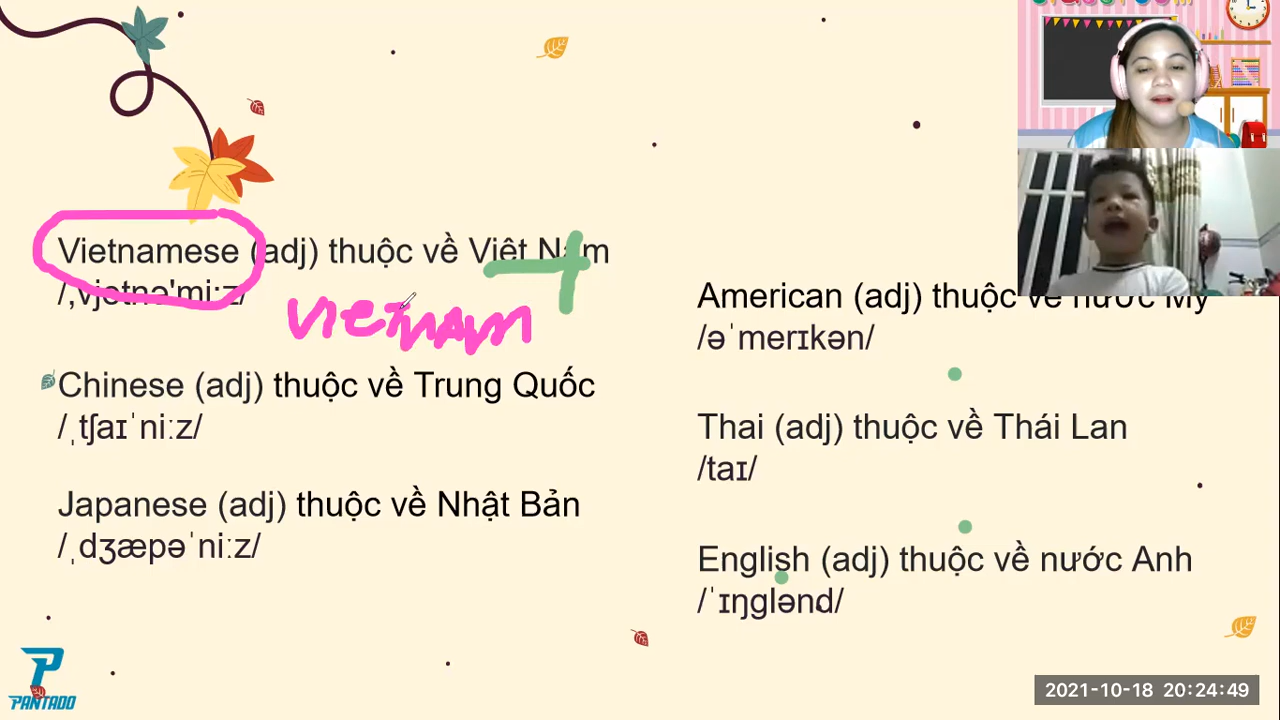 Vietnamese (adj) thuộc về Việt Nam
/ˌvjetnə'miːz/
VIETNAM
Chinese (adj) thuộc về Trung Quốc
/ˌtʃaɪˈniːz/
Japanese (adj) thuộc về Nhật Bản
/ˌdʒæpəˈniːz/
American (adj) thuộc về nước Mỹ
/əˈmerɪkən/
Thai (adj) thuộc về Thái Lan
/taɪ/
English (adj) thuộc về nước Anh
/ˈɪŋglənd/
PANTADO
2021-10-18 20:24:49